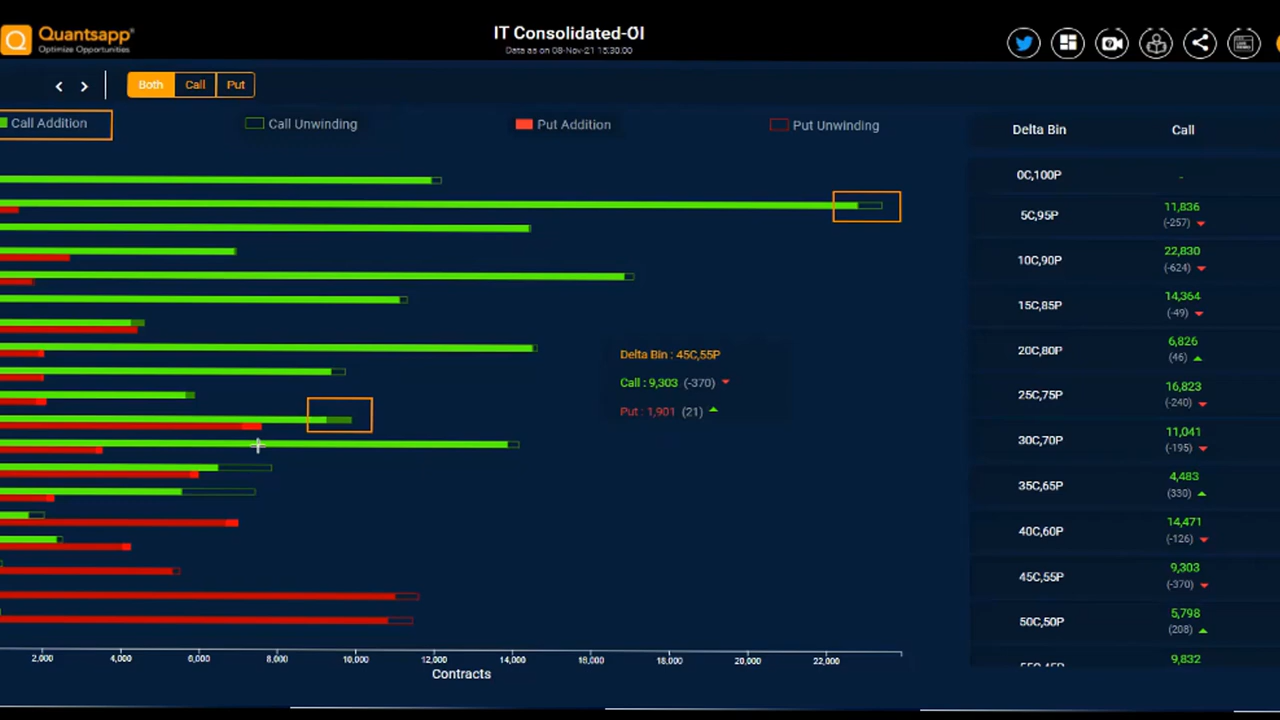 Quantsapp
Optimize Opportunities
IT Consolidated-OI
Data as on 08-Nov-21 15:30:00
Both
Call
Put
Call Addition
Call Unwinding
Put Addition
Put Unwinding
Delta Bin : 45C,55P
Call : 9,303 (-370)
Put : 1,901 (21)
2,000 4,000 6,000 8,000 10,000 12,000 14,000 16,000 18,000 20,000 22,000
Contracts
Delta Bin Call
0C,100P -
5C,95P 11,836
(-257)
10C,90P 22,830
(-624)
15C,85P 14,364
(-49)
20C,80P 6,826
(46)
25C,75P 16,823
(-240)
30C,70P 11,041
(-195)
35C,65P 4,483
(330)
40C,60P 14,471
(-126)
45C,55P 9,303
(-370)
50C,50P 5,798
(208)
9,832